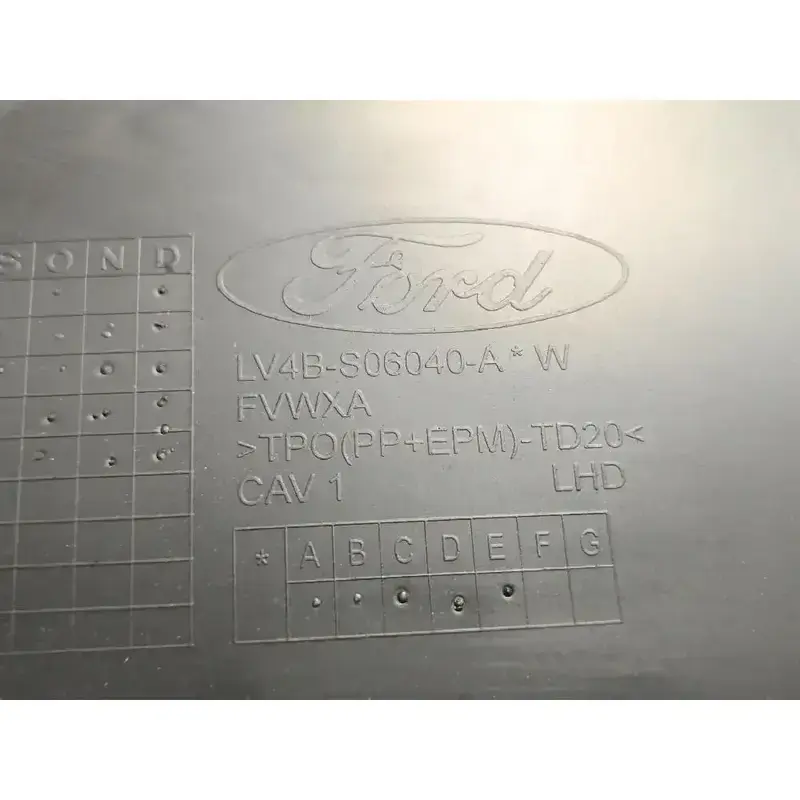 S O N D
Ford
LV4B-S06040-A * W
FVWXA
>TPO(PP+EPM)-TD20<
CAV 1 LHD
* A B C D E F G